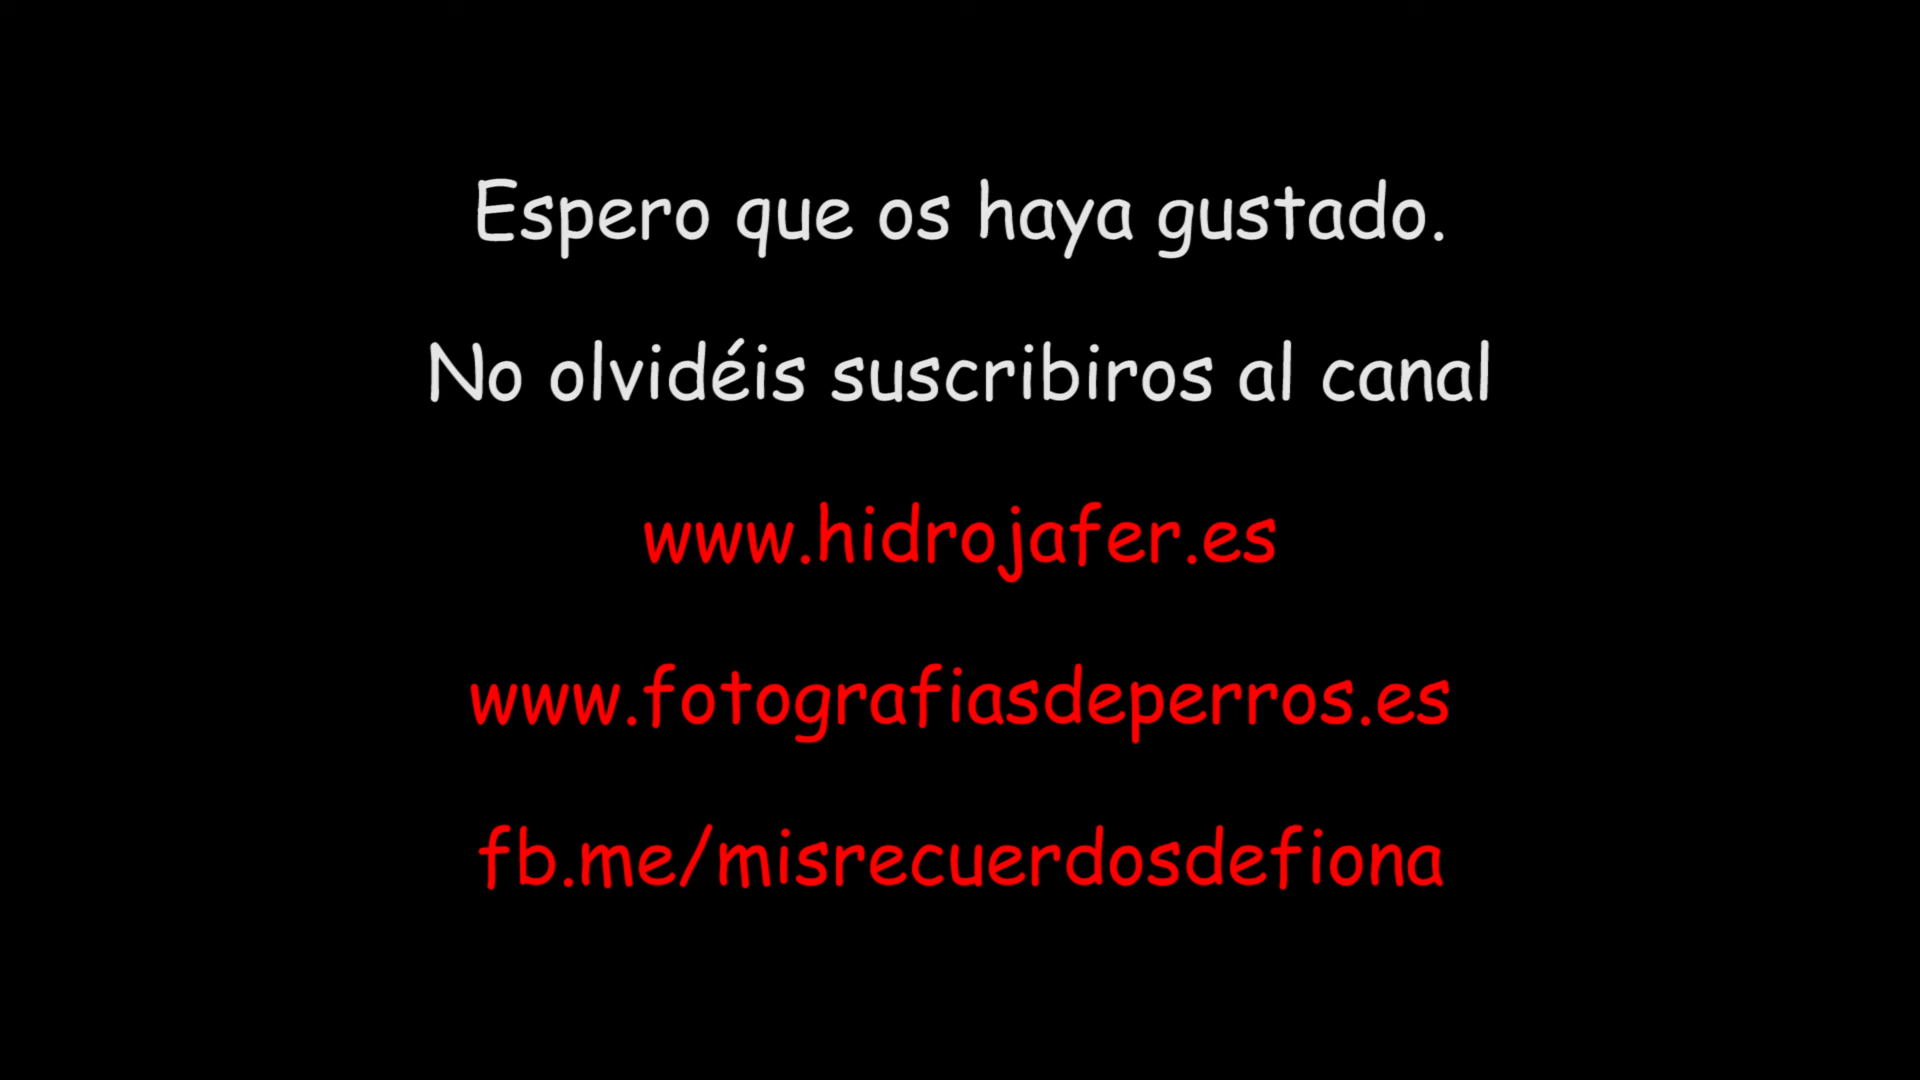 Espero que os haya gustado.
No olvidéis suscribiros al canal
www.hidrojafer.es
www.fotografiasdeperros.es
fb.me/misrecuerdosdefiona